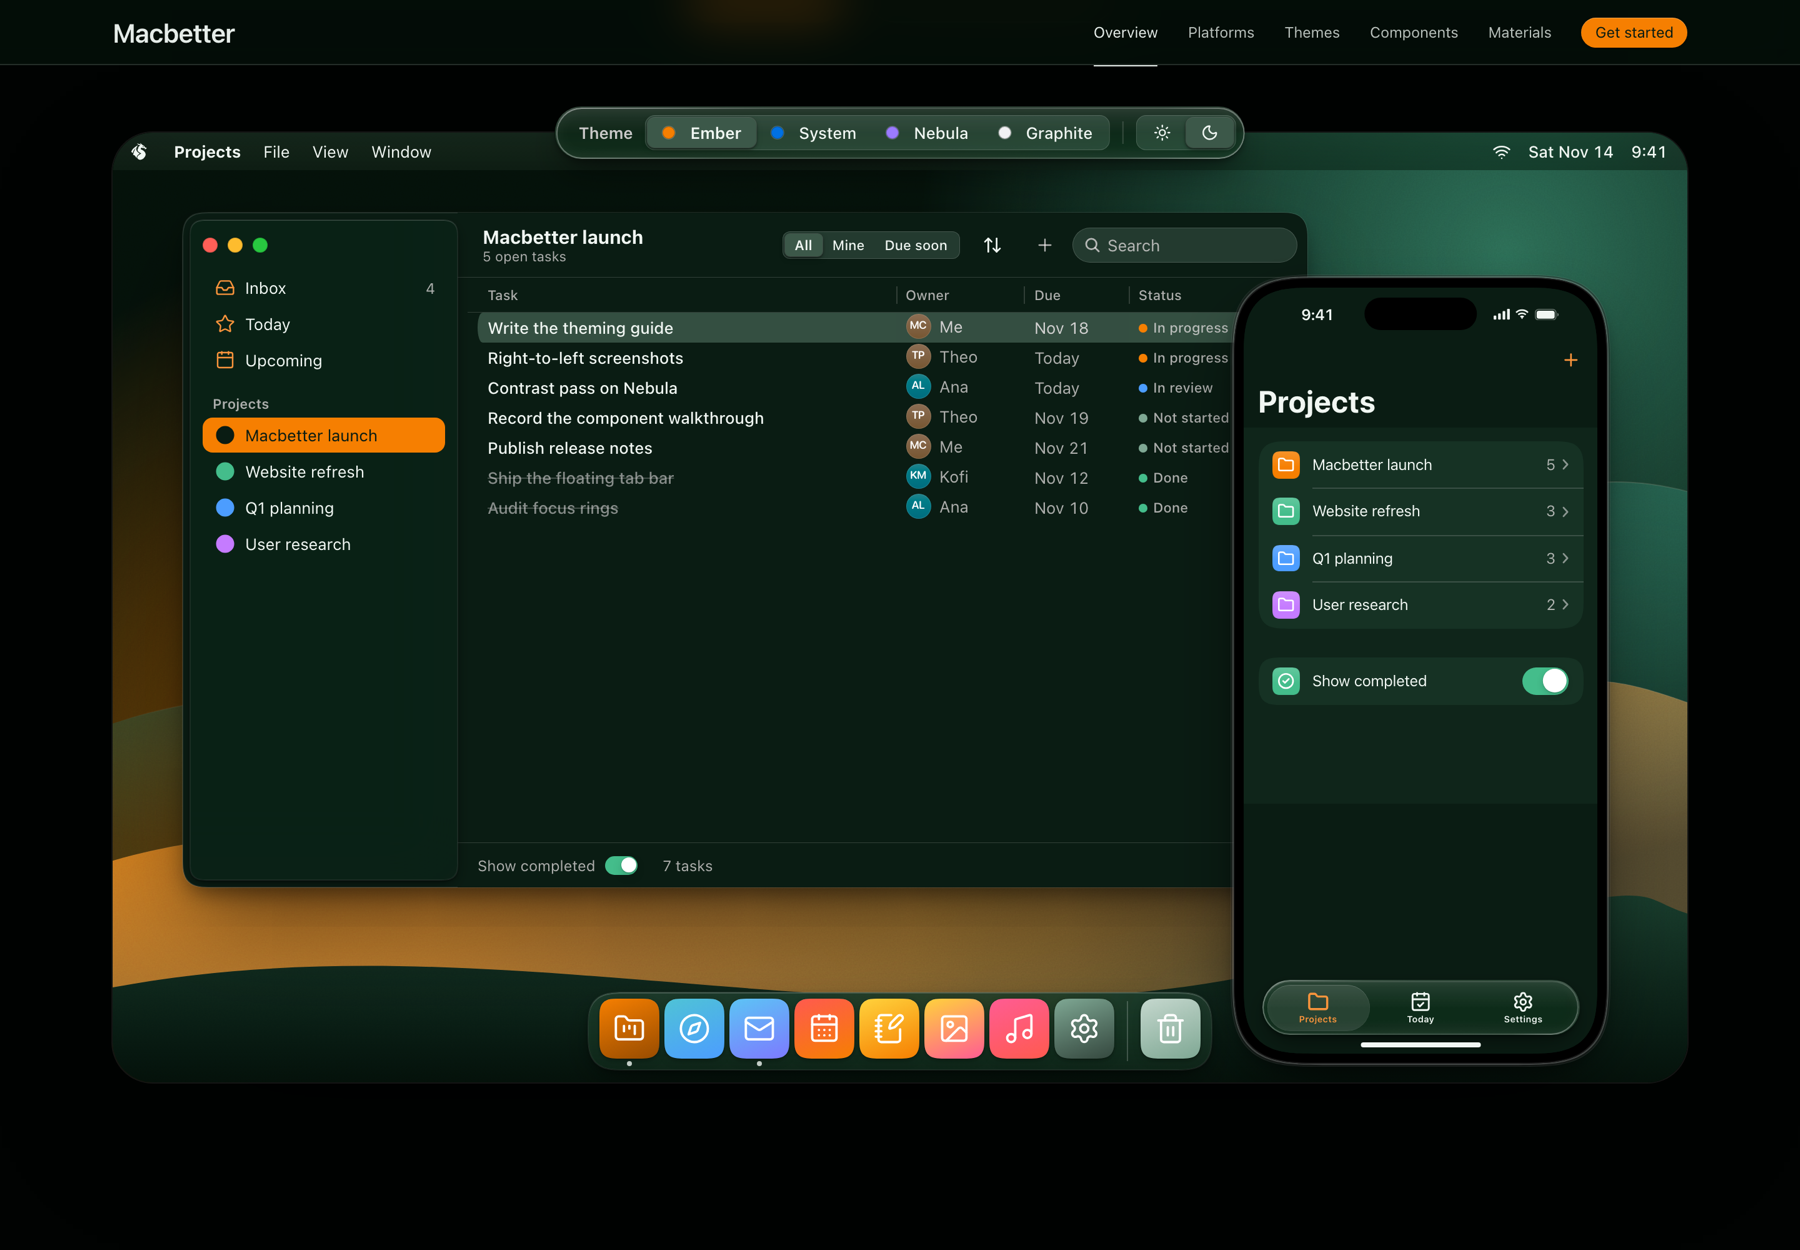 Macbetter
Overview Platforms Themes Components Materials Get started
Theme Ember System Nebula Graphite
Projects File View Window
Sat Nov 14 9:41
Inbox 4
Today
Upcoming
Projects
Macbetter launch
Website refresh
Q1 planning
User research
Macbetter launch
5 open tasks
All Mine Due soon
Search
Task Owner Due Status
Write the theming guide MC Me Nov 18 In progress
Right-to-left screenshots TP Theo Today In progress
Contrast pass on Nebula AL Ana Today In review
Record the component walkthrough TP Theo Nov 19 Not started
Publish release notes MC Me Nov 21 Not started
Ship the floating tab bar KM Kofi Nov 12 Done
Audit focus rings AL Ana Nov 10 Done
Show completed 7 tasks
9:41
Projects
Macbetter launch 5
Website refresh 3
Q1 planning 3
User research 2
Show completed
Projects Today Settings